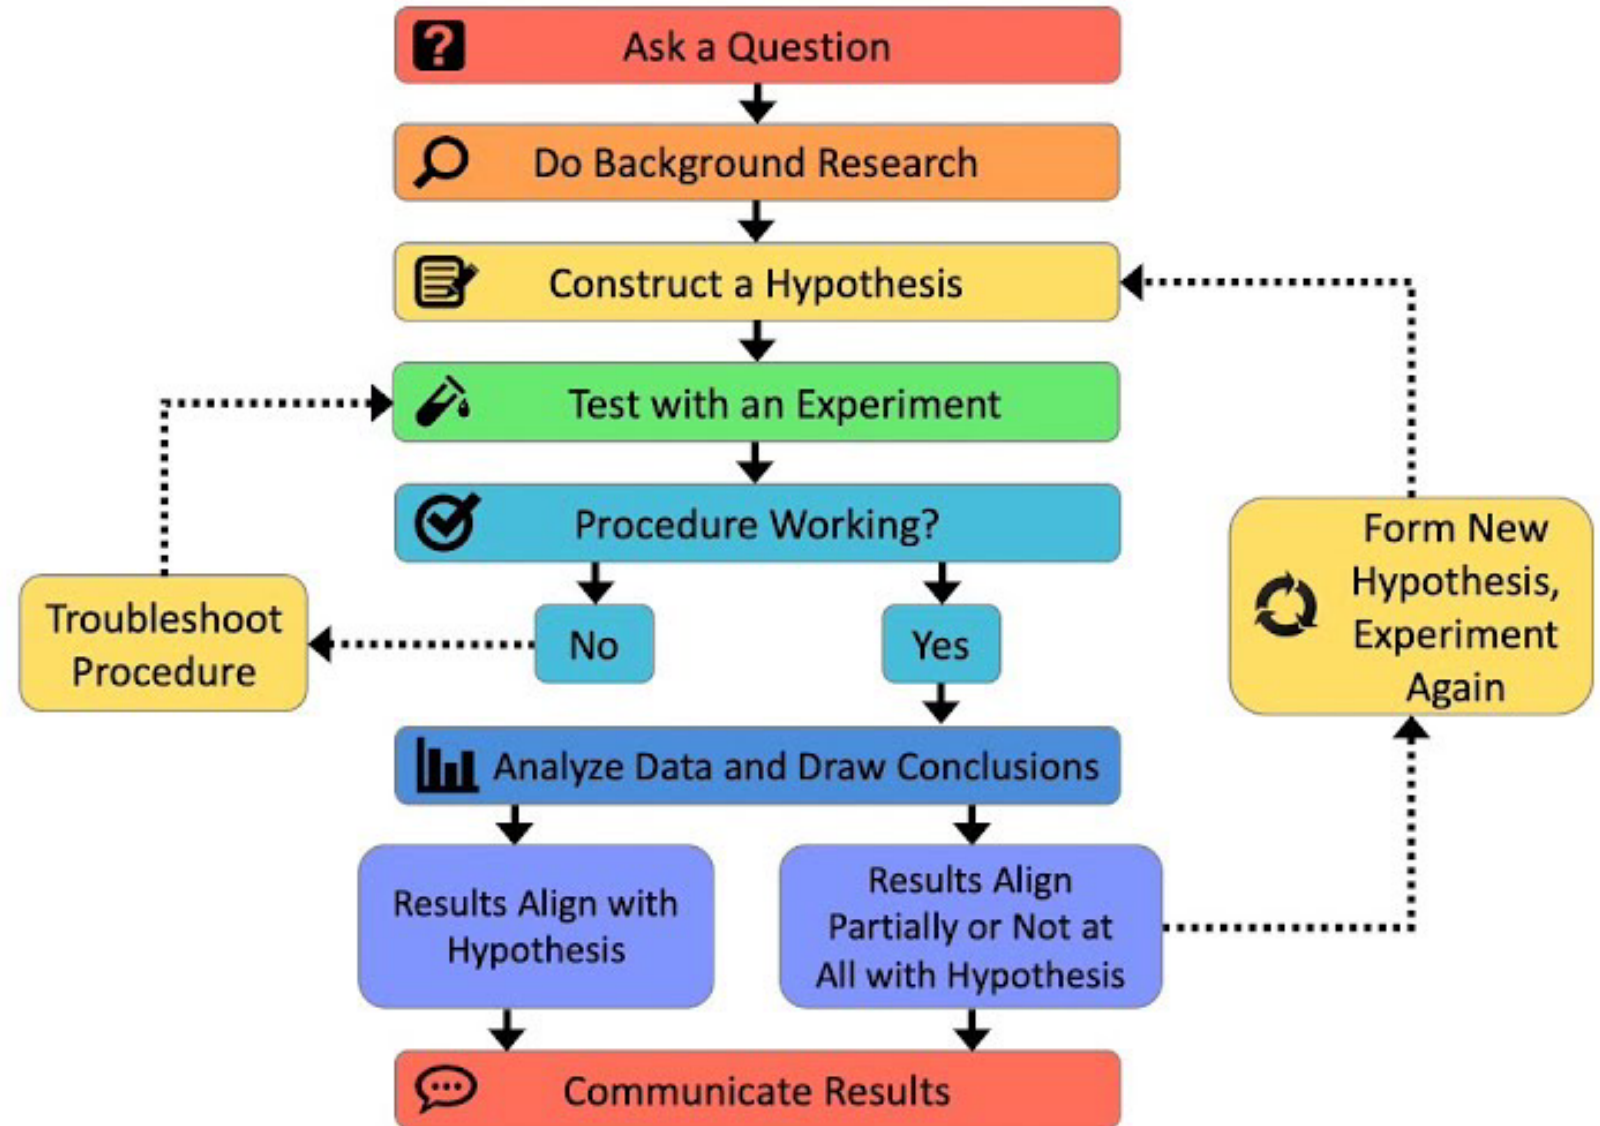 Ask a Question
Do Background Research
Construct a Hypothesis
Test with an Experiment
Procedure Working?
No
Yes
Troubleshoot
Procedure
Form New
Hypothesis,
Experiment
Again
Analyze Data and Draw Conclusions
Results Align with
Hypothesis
Results Align
Partially or Not at
All with Hypothesis
Communicate Results